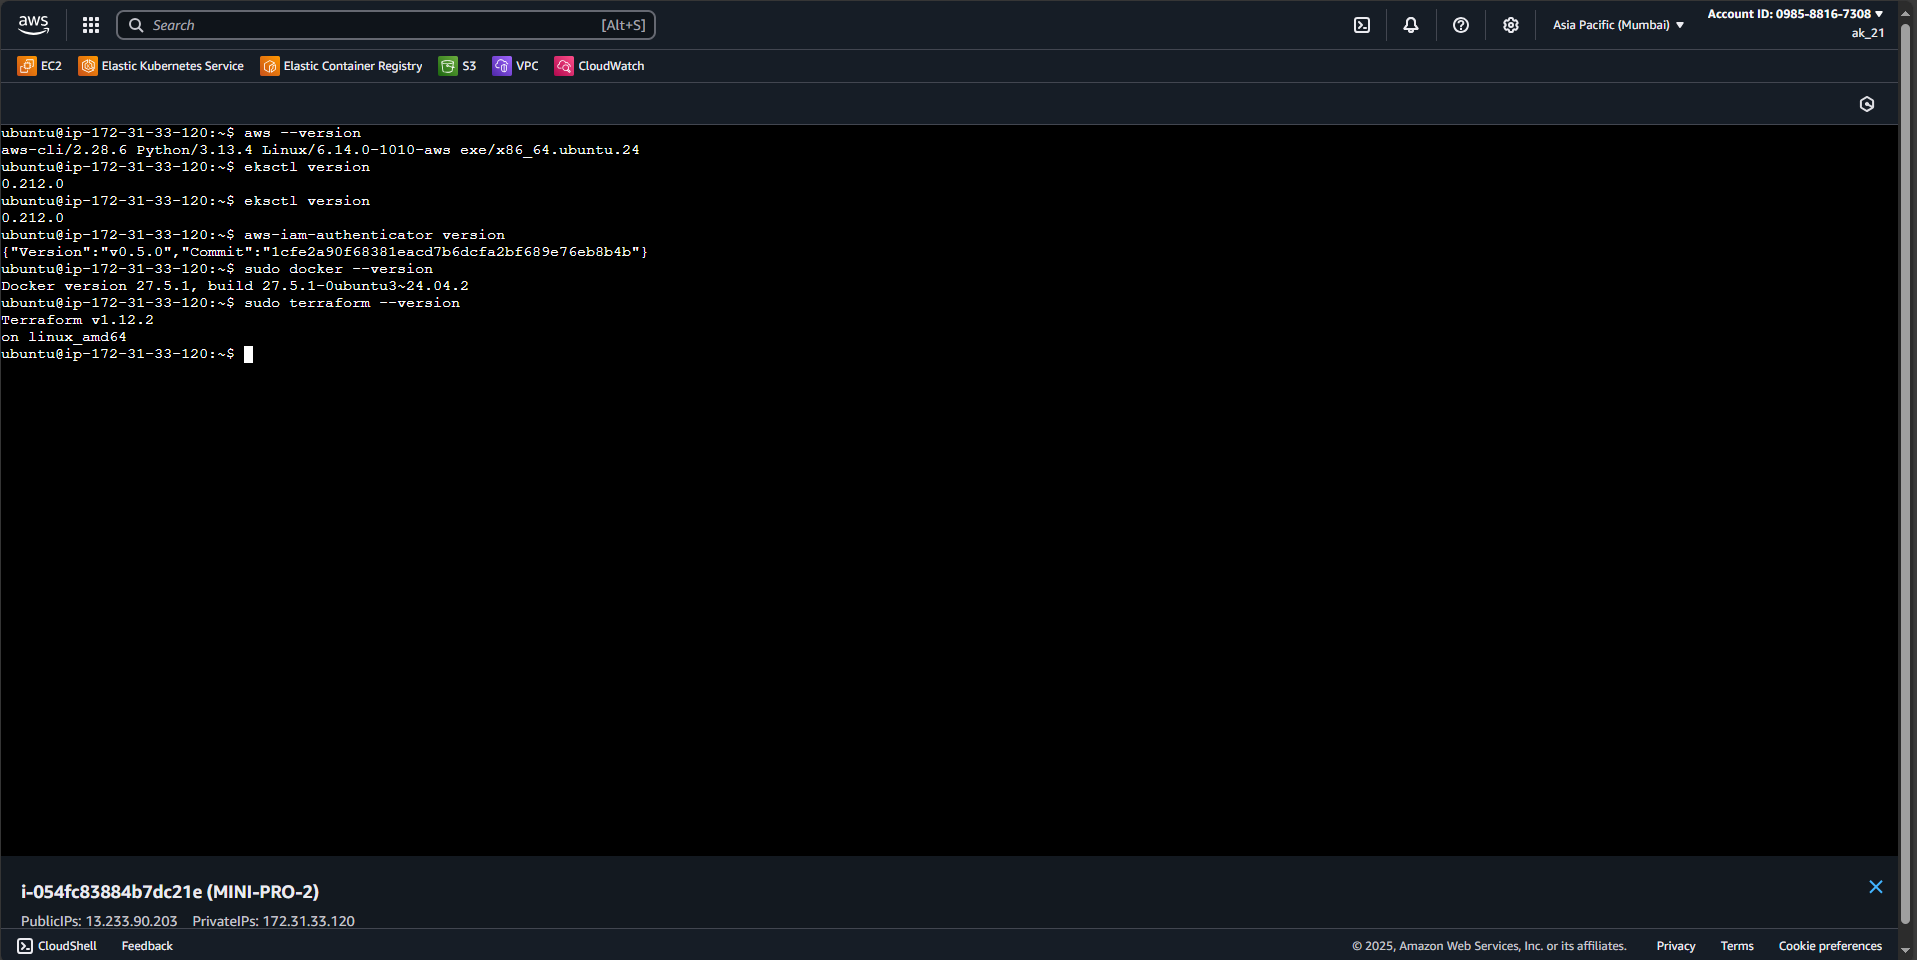 aws
Search [Alt+S]
Asia Pacific (Mumbai)
Account ID: 0985-8816-7308
ak_21
EC2 Elastic Kubernetes Service Elastic Container Registry S3 VPC CloudWatch
ubuntu@ip-172-31-33-120:~$ aws --version
aws-cli/2.28.6 Python/3.13.4 Linux/6.14.0-1010-aws exe/x86_64.ubuntu.24
ubuntu@ip-172-31-33-120:~$ eksctl version
0.212.0
ubuntu@ip-172-31-33-120:~$ eksctl version
0.212.0
ubuntu@ip-172-31-33-120:~$ aws-iam-authenticator version
{"Version":"v0.5.0","Commit":"1cfe2a90f68381eacd7b6dcfa2bf689e76eb8b4b"}
ubuntu@ip-172-31-33-120:~$ sudo docker --version
Docker version 27.5.1, build 27.5.1-0ubuntu3~24.04.2
ubuntu@ip-172-31-33-120:~$ sudo terraform --version
Terraform v1.12.2
on linux_amd64
ubuntu@ip-172-31-33-120:~$
i-054fc83884b7dc21e (MINI-PRO-2)
PublicIPs: 13.233.90.203 PrivateIPs: 172.31.33.120
CloudShell Feedback © 2025, Amazon Web Services, Inc. or its affiliates. Privacy Terms Cookie preferences